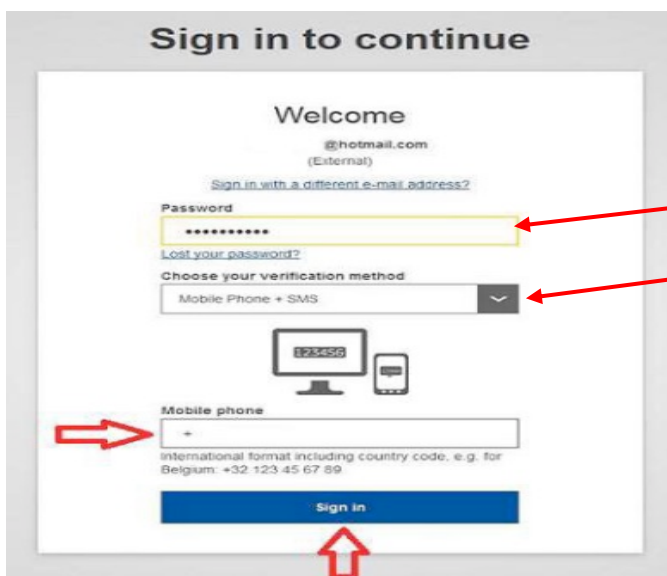 Sign in to continue
Welcome
@hotmail.com
(External)
Sign in with a different e-mail address?
Password
••••••••••
Lost your password?
Choose your verification method
Mobile Phone + SMS
123456
Mobile phone
+
International format including country code, e.g. for
Belgium: +32 123 45 67 89
Sign in